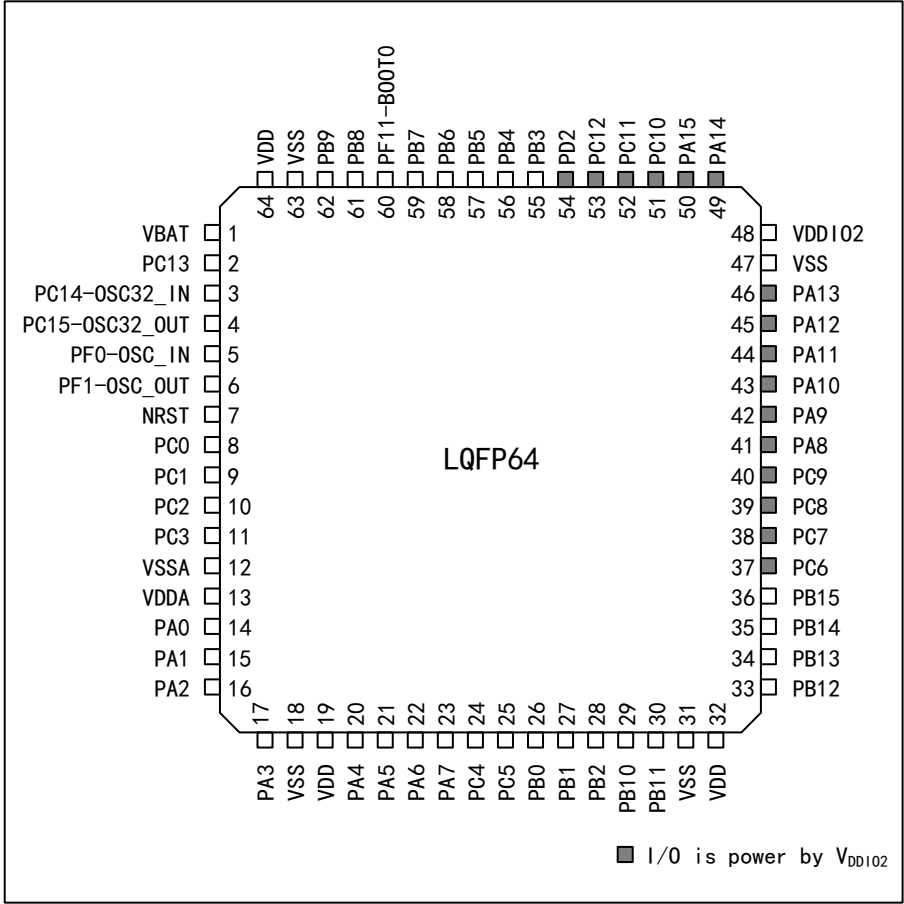 VDD
VSS
PB9
PB8
PF11-BOOT0
PB7
PB6
PB5
PB4
PB3
PD2
PC12
PC11
PC10
PA15
PA14
64
63
62
61
60
59
58
57
56
55
54
53
52
51
50
49
VBAT 1
PC13 2
PC14-OSC32_IN 3
PC15-OSC32_OUT 4
PF0-OSC_IN 5
PF1-OSC_OUT 6
NRST 7
PC0 8
PC1 9
PC2 10
PC3 11
VSSA 12
VDDA 13
PA0 14
PA1 15
PA2 16
LQFP64
48 VDDIO2
47 VSS
46 PA13
45 PA12
44 PA11
43 PA10
42 PA9
41 PA8
40 PC9
39 PC8
38 PC7
37 PC6
36 PB15
35 PB14
34 PB13
33 PB12
17
18
19
20
21
22
23
24
25
26
27
28
29
30
31
32
PA3
VSS
VDD
PA4
PA5
PA6
PA7
PC4
PC5
PB0
PB1
PB2
PB10
PB11
VSS
VDD
I/O is power by VDDIO2